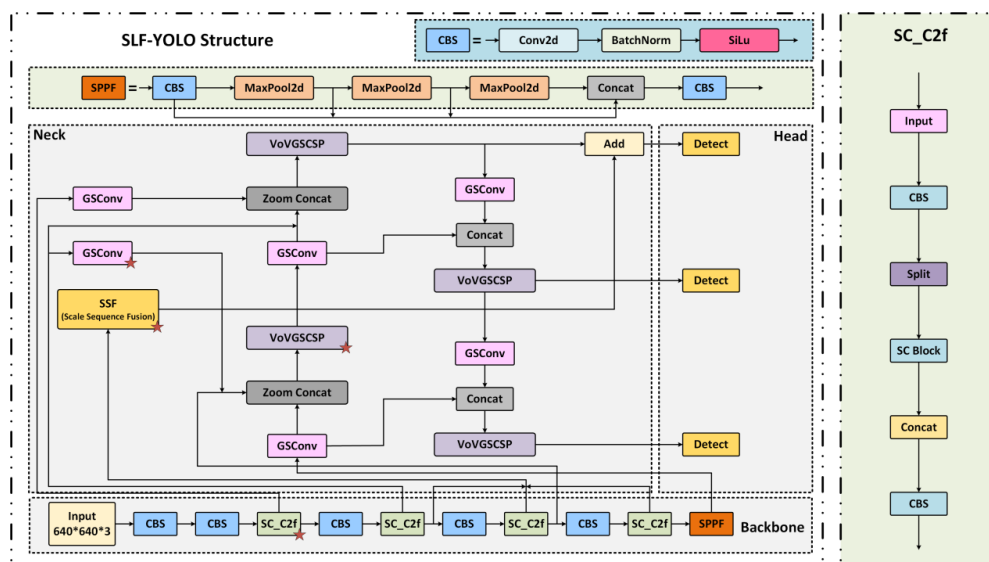 SLF-YOLO Structure
CBS
=
Conv2d
BatchNorm
SiLu
SC_C2f
SPPF
=
CBS
MaxPool2d
MaxPool2d
MaxPool2d
Concat
CBS
Neck
Head
VoVGSCSP
Add
Detect
GSConv
Zoom Concat
GSConv
Concat
GSConv
GSConv
VoVGSCSP
Detect
SSF
(Scale Sequence Fusion)
VoVGSCSP
GSConv
Zoom Concat
Concat
GSConv
VoVGSCSP
Detect
Input
640*640*3
CBS
CBS
SC_C2f
CBS
SC_C2f
CBS
SC_C2f
CBS
SC_C2f
SPPF
Backbone
Input
CBS
Split
SC Block
Concat
CBS